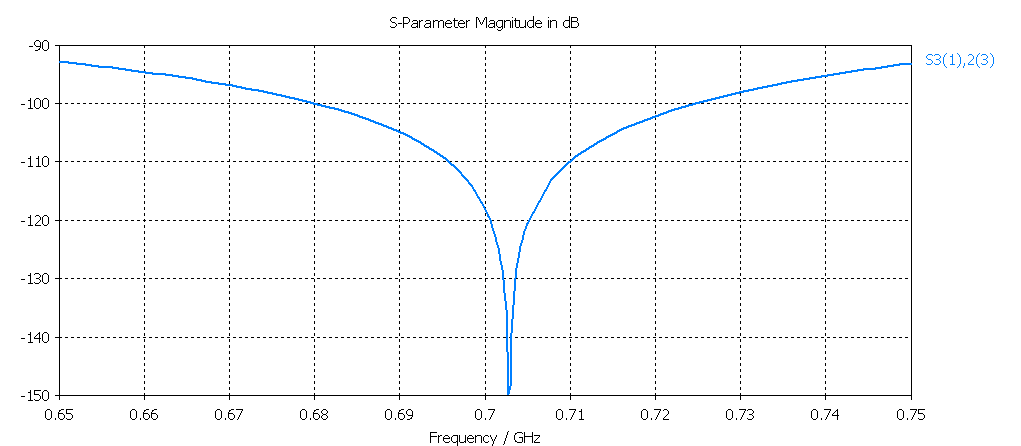 S-Parameter Magnitude in dB
S3(1),2(3)
-90
-100
-110
-120
-130
-140
-150
0.65 0.66 0.67 0.68 0.69 0.7 0.71 0.72 0.73 0.74 0.75
Frequency / GHz